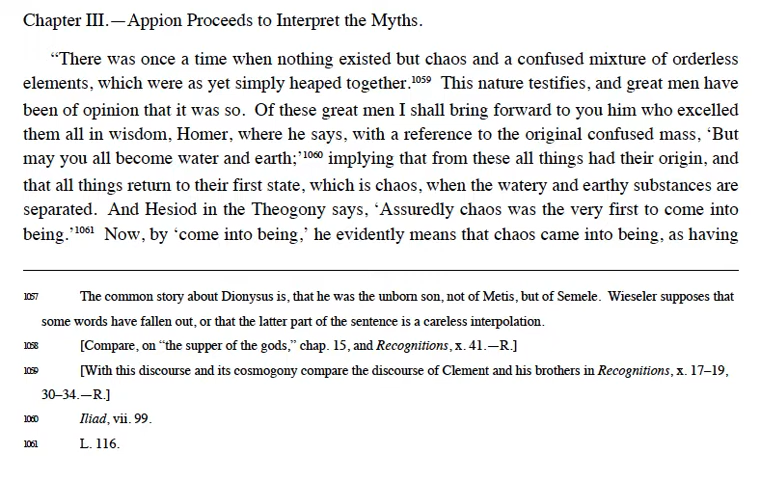 Chapter III.—Appion Proceeds to Interpret the Myths.
“There was once a time when nothing existed but chaos and a confused mixture of orderless
elements, which were as yet simply heaped together.1059 This nature testifies, and great men have
been of opinion that it was so. Of these great men I shall bring forward to you him who excelled
them all in wisdom, Homer, where he says, with a reference to the original confused mass, ‘But
may you all become water and earth;’1060 implying that from these all things had their origin, and
that all things return to their first state, which is chaos, when the watery and earthy substances are
separated. And Hesiod in the Theogony says, ‘Assuredly chaos was the very first to come into
being.’1061 Now, by ‘come into being,’ he evidently means that chaos came into being, as having
1057 The common story about Dionysus is, that he was the unborn son, not of Metis, but of Semele. Wieseler supposes that
some words have fallen out, or that the latter part of the sentence is a careless interpolation.
1058 [Compare, on “the supper of the gods,” chap. 15, and Recognitions, x. 41.—R.]
1059 [With this discourse and its cosmogony compare the discourse of Clement and his brothers in Recognitions, x. 17–19,
30–34.—R.]
1060 Iliad, vii. 99.
1061 L. 116.